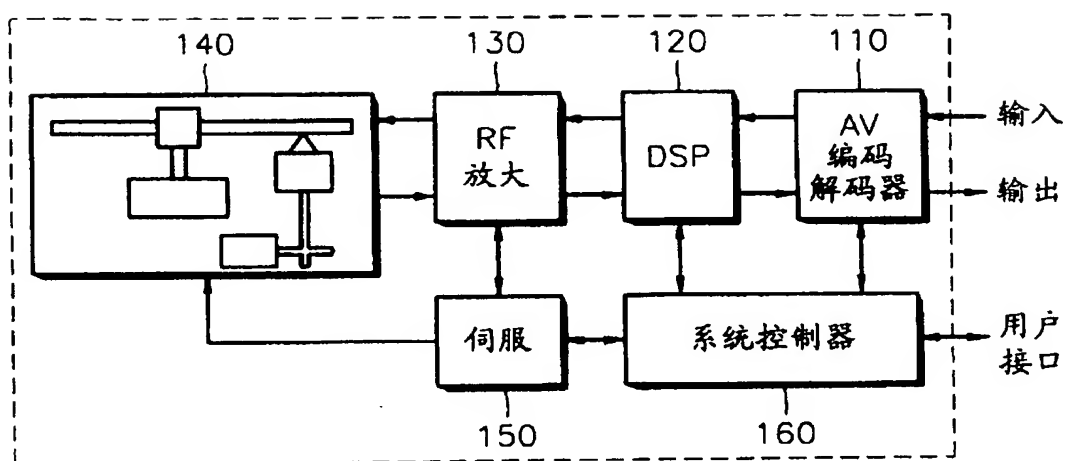 140
130
120
110
RF
放大
DSP
AV
编码
解码器
输入
输出
伺服
系统控制器
用户
接口
150
160